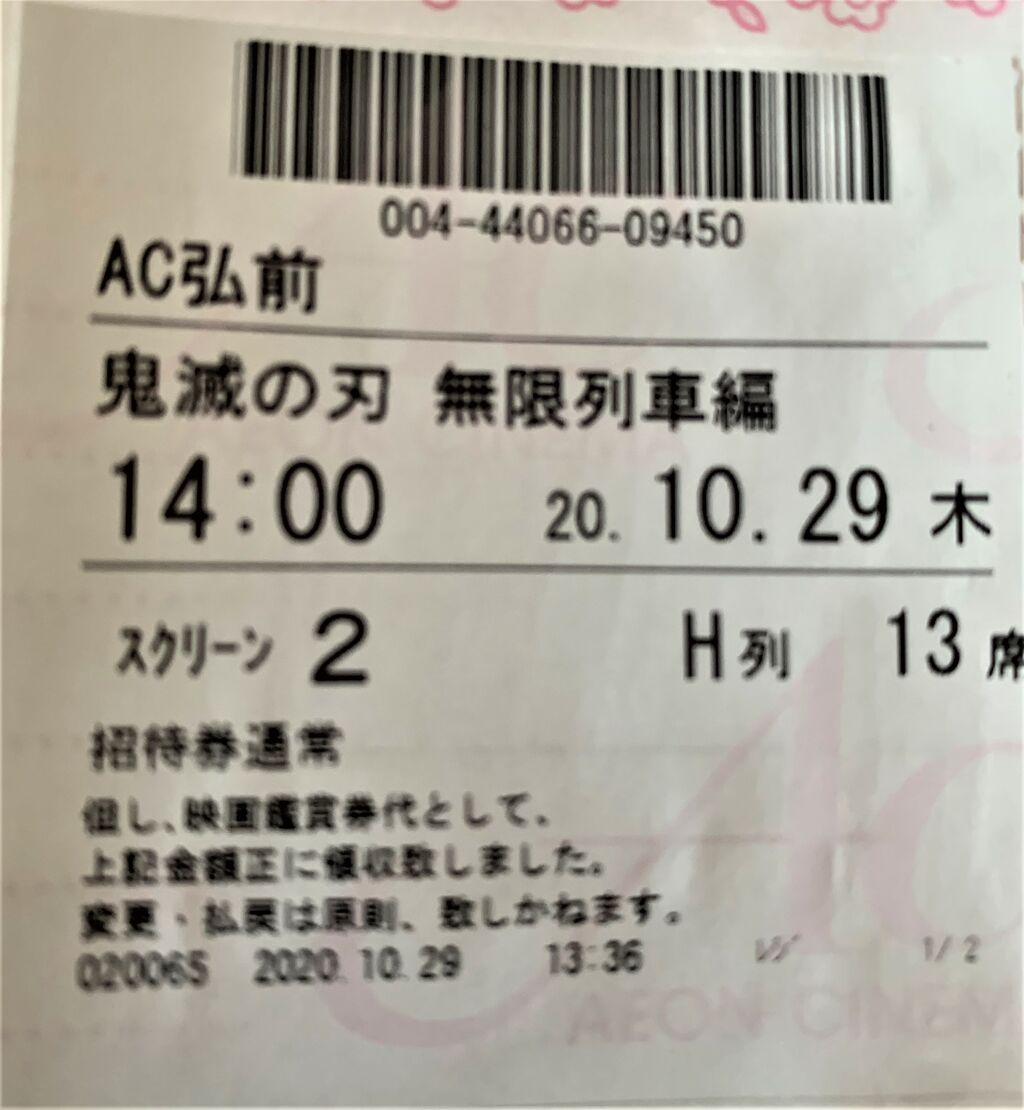 004-44066-09450
AC弘前
鬼滅の刃 無限列車編
14:00 20.10.29 木
スクリーン 2 H列 13席
招待券通常
但し、映画鑑賞券代として、
上記金額正に領収致しました。
変更・払戻は原則、致しかねます。
020065 2020.10.29 13:36 レジ 1/2
AEON CINEMA
AEON CINEM